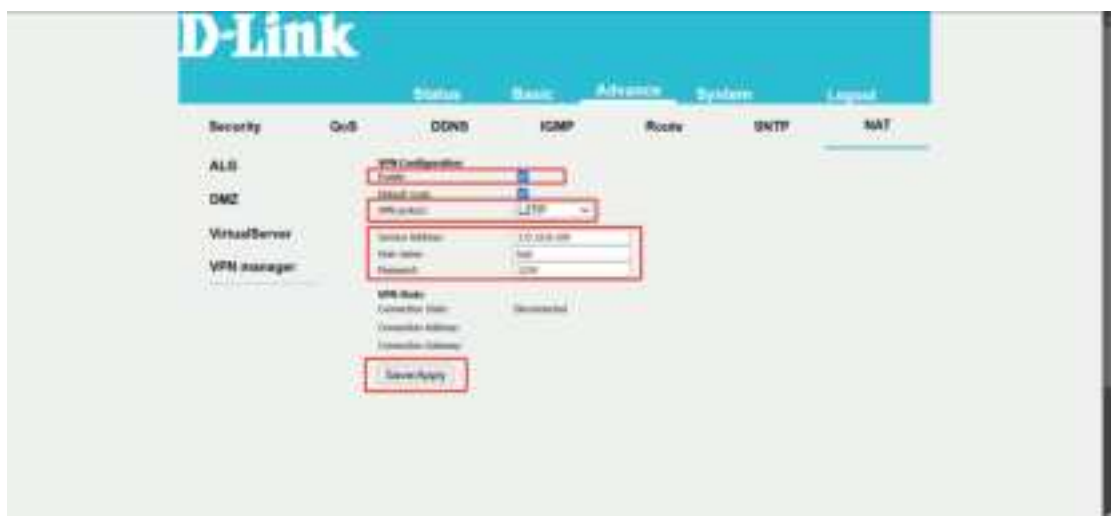 D-Link
Status Basic Advance System Logout
Security QoS DDNS IGMP Route SNTP NAT
ALG
DMZ
VirtualServer
VPN manager
VPN Configuration
Enable
Default route
VPN protocol L2TP
Service Address
User name
Password
VPN State
Connection State Disconnected
Connection Address
Connection Gateway
Save/Apply